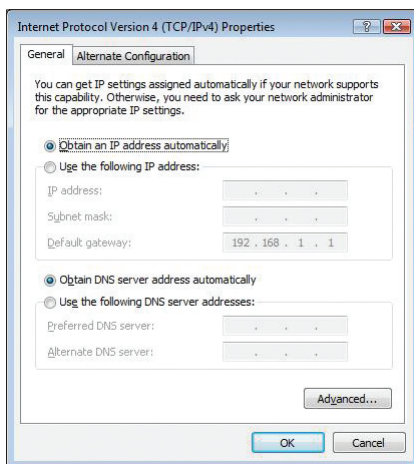 Internet Protocol Version 4 (TCP/IPv4) Properties
General
Alternate Configuration
You can get IP settings assigned automatically if your network supports
this capability. Otherwise, you need to ask your network administrator
for the appropriate IP settings.
Obtain an IP address automatically
Use the following IP address:
IP address:
Subnet mask:
Default gateway:
192 . 168 . 1 . 1
Obtain DNS server address automatically
Use the following DNS server addresses:
Preferred DNS server:
Alternate DNS server:
Advanced...
OK
Cancel